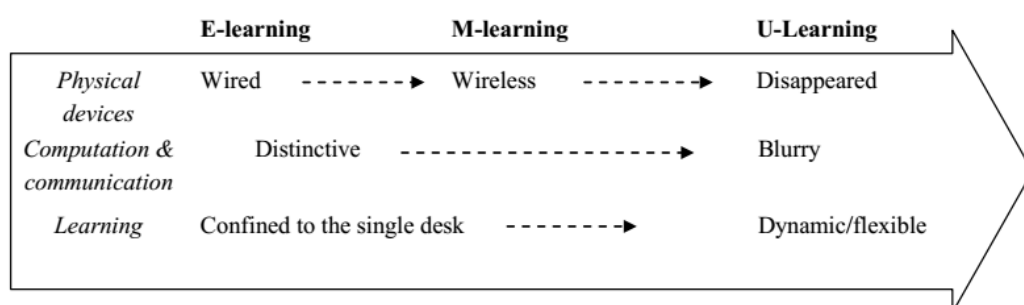 E-learning M-learning U-Learning
Physical Wired Wireless Disappeared
devices
Computation & Distinctive Blurry
communication
Learning Confined to the single desk Dynamic/flexible